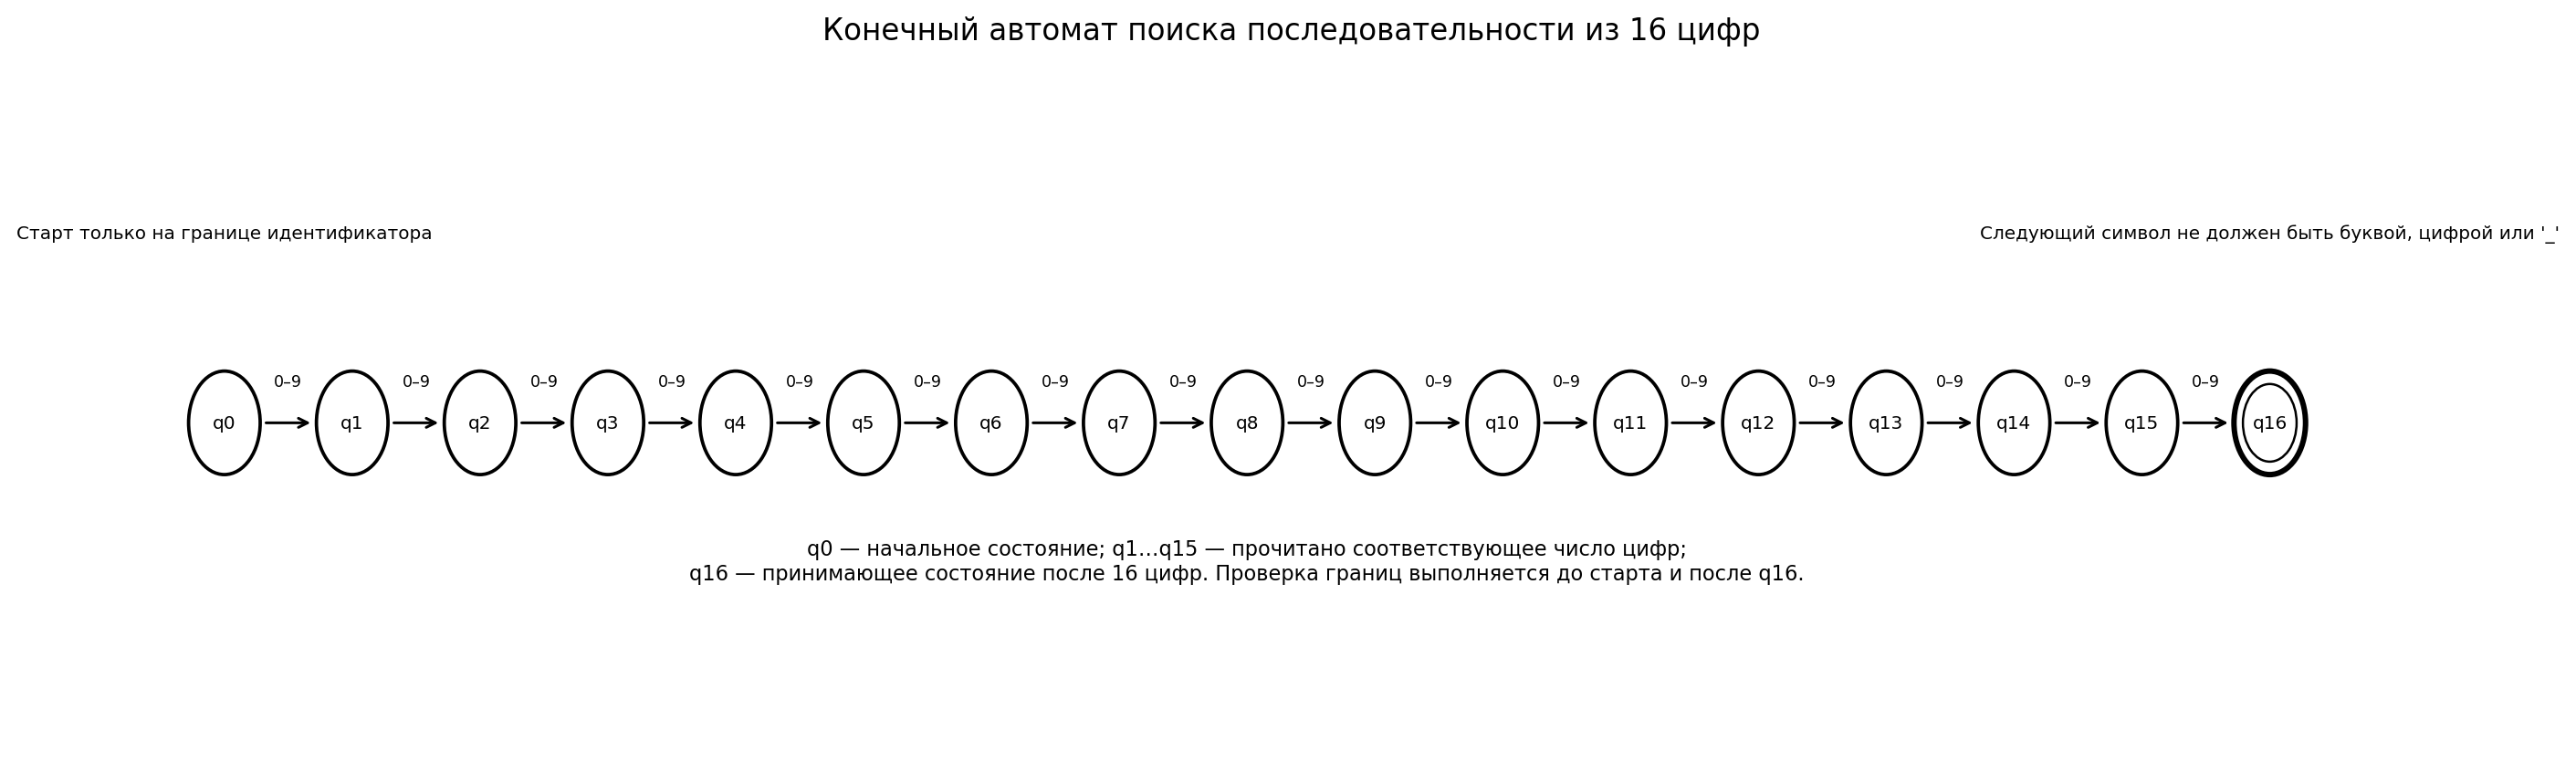 Конечный автомат поиска последовательности из 16 цифр
Старт только на границе идентификатора
Следующий символ не должен быть буквой, цифрой или '_'
0–9 0–9 0–9 0–9 0–9 0–9 0–9 0–9 0–9 0–9 0–9 0–9 0–9 0–9 0–9 0–9
q0 q1 q2 q3 q4 q5 q6 q7 q8 q9 q10 q11 q12 q13 q14 q15 q16
q0 — начальное состояние; q1...q15 — прочитано соответствующее число цифр;
q16 — принимающее состояние после 16 цифр. Проверка границ выполняется до старта и после q16.